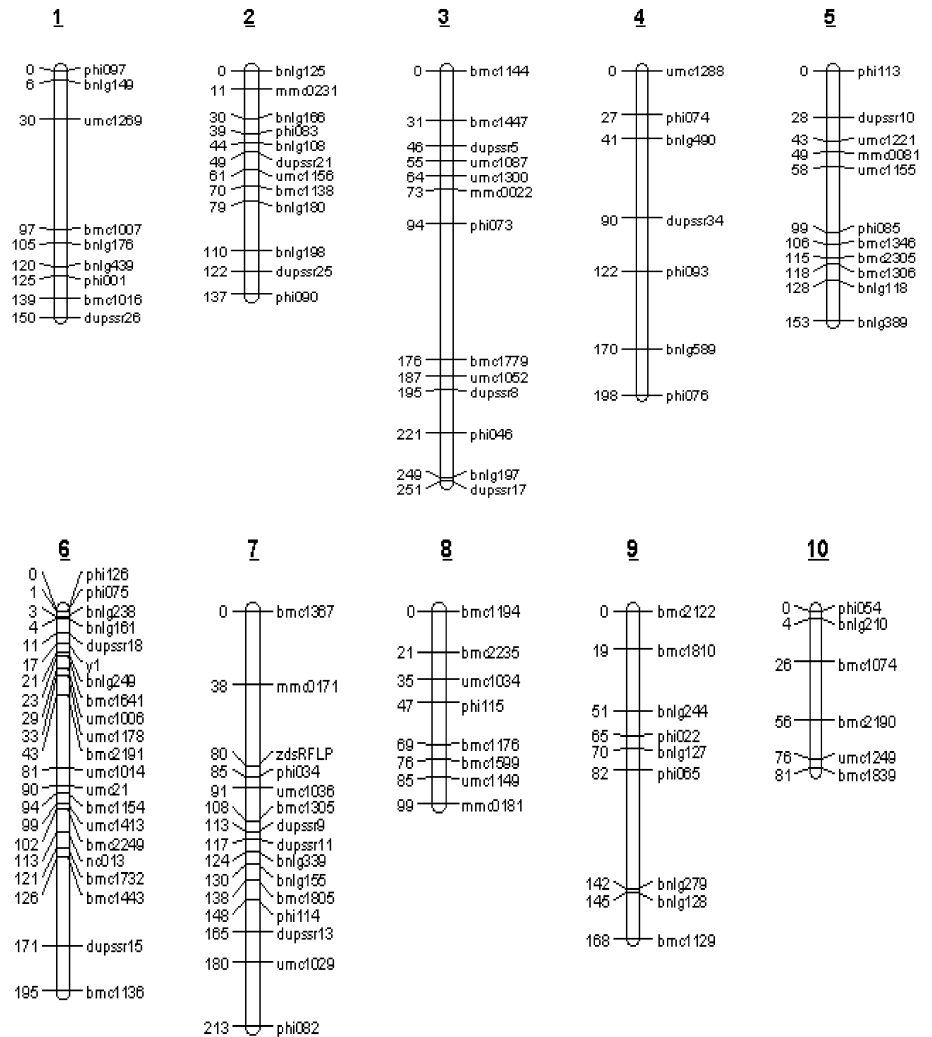 1
0 phi097
6 bnlg149
30 umc1269
97 bmc1007
105 bnlg176
120 bnlg439
125 phi001
139 bmc1016
150 dupssr26
2
0 bnlg125
11 mmc0231
30 bnlg166
39 phi083
44 bnlg108
49 dupssr21
61 umc1156
70 bmc1138
79 bnlg180
110 bnlg198
122 dupssr25
137 phi090
3
0 bmc1144
31 bmc1447
46 dupssr5
55 umc1087
64 umc1300
73 mmc0022
94 phi073
176 bmc1779
187 umc1052
195 dupssr8
221 phi046
249 bnlg197
251 dupssr17
4
0 umc1288
27 phi074
41 bnlg490
90 dupssr34
122 phi093
170 bnlg589
198 phi076
5
0 phi113
28 dupssr10
43 umc1221
49 mmc0081
58 umc1155
99 phi085
106 bmc1346
115 bmc2305
118 bmc1306
128 bnlg118
153 bnlg389
6
0 phi126
1 phi075
3 bnlg238
4 bnlg161
11 dupssr18
17 y1
21 bnlg249
23 bmc1641
29 umc1006
33 umc1178
43 bmc2191
81 umc1014
90 umc21
94 bmc1154
99 umc1413
102 bmc2249
113 nc013
121 bmc1732
126 bmc1443
171 dupssr15
195 bmc1136
7
0 bmc1367
38 mmc0171
80 zdsRFLP
85 phi034
91 umc1036
108 bmc1305
113 dupssr9
117 dupssr11
124 bnlg339
130 bnlg155
138 bmc1805
148 phi114
165 dupssr13
180 umc1029
213 phi082
8
0 bmc1194
21 bmc2235
35 umc1034
47 phi115
69 bmc1176
76 bmc1599
85 umc1149
99 mmc0181
9
0 bmc2122
19 bmc1810
51 bnlg244
65 phi022
70 bnlg127
82 phi065
142 bnlg279
145 bnlg128
168 bmc1129
10
0 phi054
4 bnlg210
26 bmc1074
56 bmc2190
76 umc1249
81 bmc1839